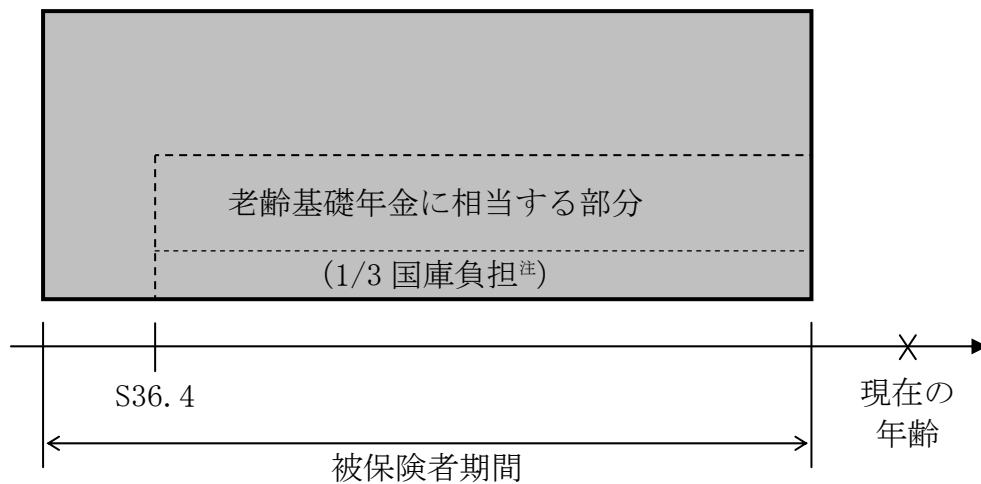 老齢基礎年金に相当する部分
(1/3 国庫負担注)
S36.4
現在の
年齢
被保険者期間